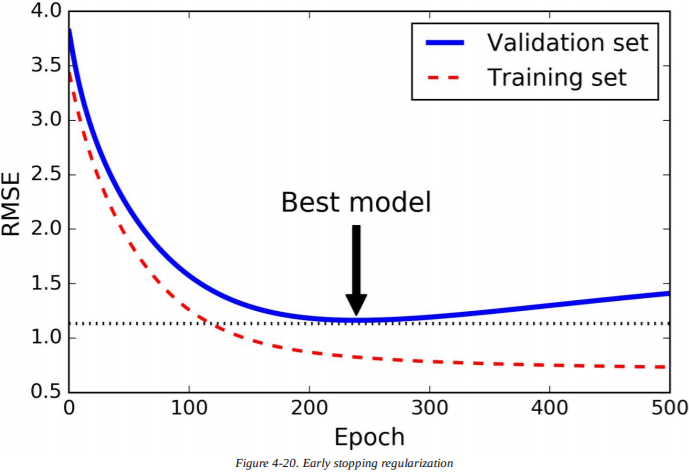 4.0
3.5
3.0
2.5
2.0
1.5
1.0
0.5
RMSE
Validation set
Training set
Best model
0 100 200 300 400 500
Epoch
Figure 4-20. Early stopping regularization